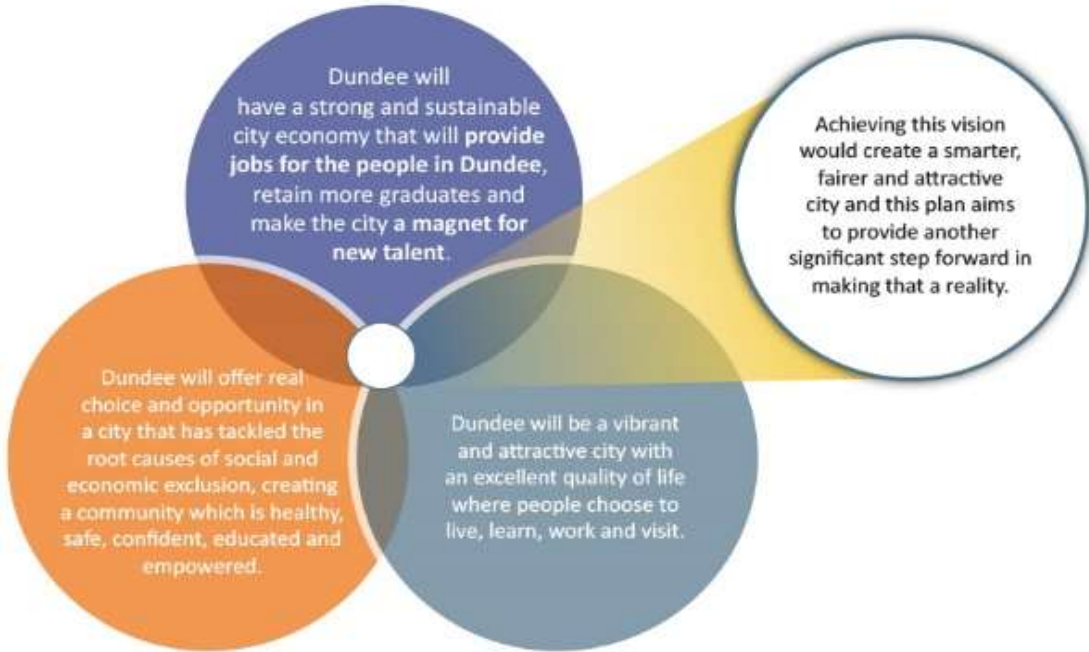 Dundee will
have a strong and sustainable
city economy that will provide
jobs for the people in Dundee,
retain more graduates and
make the city a magnet for
new talent.
Achieving this vision
would create a smarter,
fairer and attractive
city and this plan aims
to provide another
significant step forward in
making that a reality.
Dundee will offer real
choice and opportunity in
a city that has tackled the
root causes of social and
economic exclusion, creating
a community which is healthy,
safe, confident, educated and
empowered.
Dundee will be a vibrant
and attractive city with
an excellent quality of life
where people choose to
live, learn, work and visit.